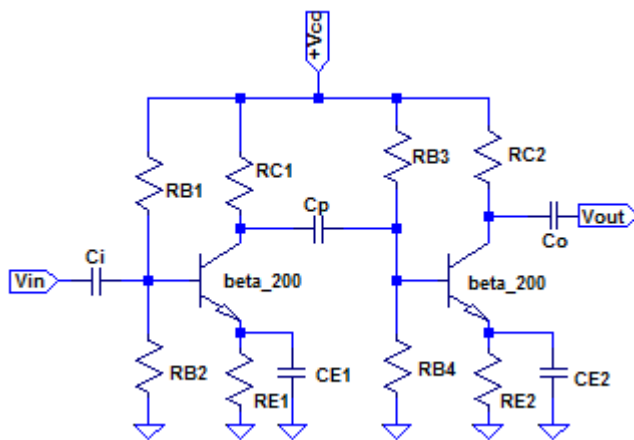 +Vcc
RB1
RC1
RB3
RC2
Cp
Co
Vout
Ci
Vin
beta_200
beta_200
RB2
RE1
CE1
RB4
RE2
CE2